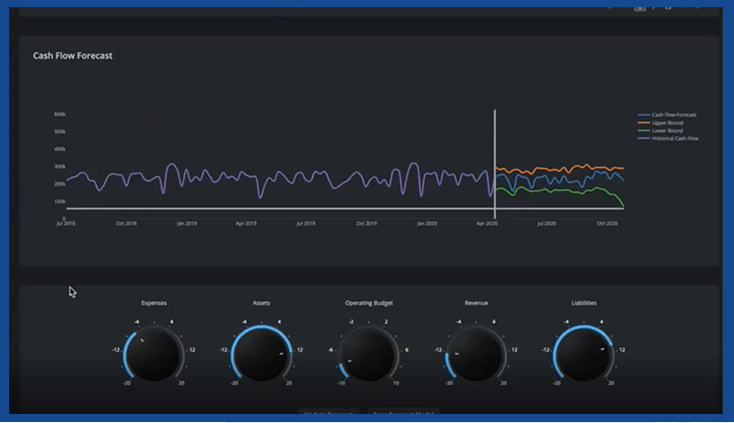 Cash Flow Forecast
600k
500k
400k
300k
200k
100k
0
Cash Flow Forecast
Upper Bound
Lower Bound
Historical Cash Flow
Jul 2018 Oct 2018 Jan 2019 Apr 2019 Jul 2019 Oct 2019 Jan 2020 Apr 2020 Jul 2020 Oct 2020
Expenses Assets Operating Budget Revenue Liabilities
-4 4 -4 4 -2 2 -4 4 -4 4
-12 12 -12 12 -6 6 -12 12 -12 12
-20 20 -20 20 -10 10 -20 20 -20 20